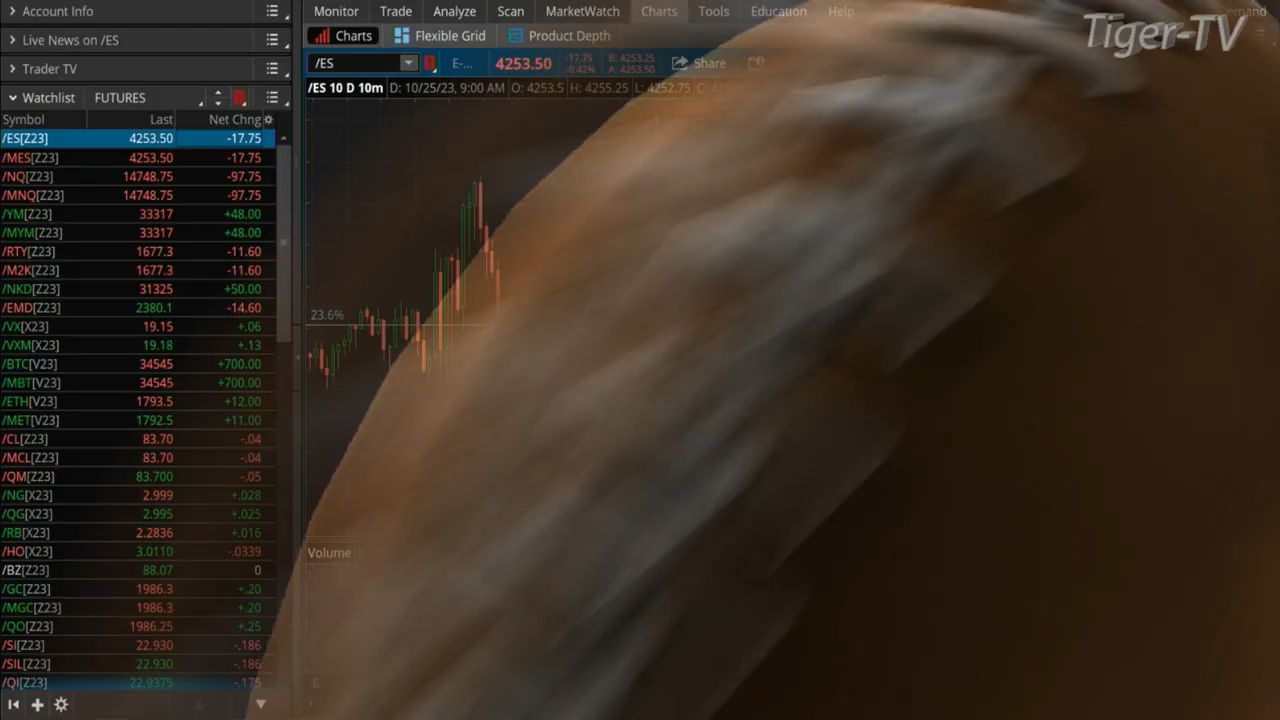 Account Info
Monitor Trade Analyze Scan MarketWatch Charts Tools Education Help
Tiger-TV
Live News on /ES
Charts Flexible Grid Product Depth
Trader TV
/ES E-... 4253.50 -17.75 -0.42% B: 4253.25 A: 4253.50 Share
Watchlist FUTURES
/ES 10 D 10m D: 10/25/23, 9:00 AM O: 4253.5 H: 4255.25 L: 4252.75
Symbol Last Net Chng
/ES[Z23] 4253.50 -17.75
/MES[Z23] 4253.50 -17.75
/NQ[Z23] 14748.75 -97.75
/MNQ[Z23] 14748.75 -97.75
/YM[Z23] 33317 +48.00
/MYM[Z23] 33317 +48.00
/RTY[Z23] 1677.3 -11.60
/M2K[Z23] 1677.3 -11.60
/NKD[Z23] 31325 +50.00
/EMD[Z23] 2380.1 -14.60
23.6%
/VX[X23] 19.15 +.06
/VXM[X23] 19.18 +.13
/BTC[V23] 34545 +700.00
/MBT[V23] 34545 +700.00
/ETH[V23] 1793.5 +12.00
/MET[V23] 1792.5 +11.00
/CL[Z23] 83.70 -.04
/MCL[Z23] 83.70 -.04
/QM[Z23] 83.700 -.05
/NG[X23] 2.999 +.028
/QG[X23] 2.995 +.025
/RB[X23] 2.2836 +.016
/HO[X23] 3.0110 -.0339
Volume
/BZ[Z23] 88.07 0
/GC[Z23] 1986.3 +.20
/MGC[Z23] 1986.3 +.20
/QO[Z23] 1986.25 +.25
/SI[Z23] 22.930 -.186
/SIL[Z23] 22.930 -.186
/QI[Z23] 22.9375 -.175
6